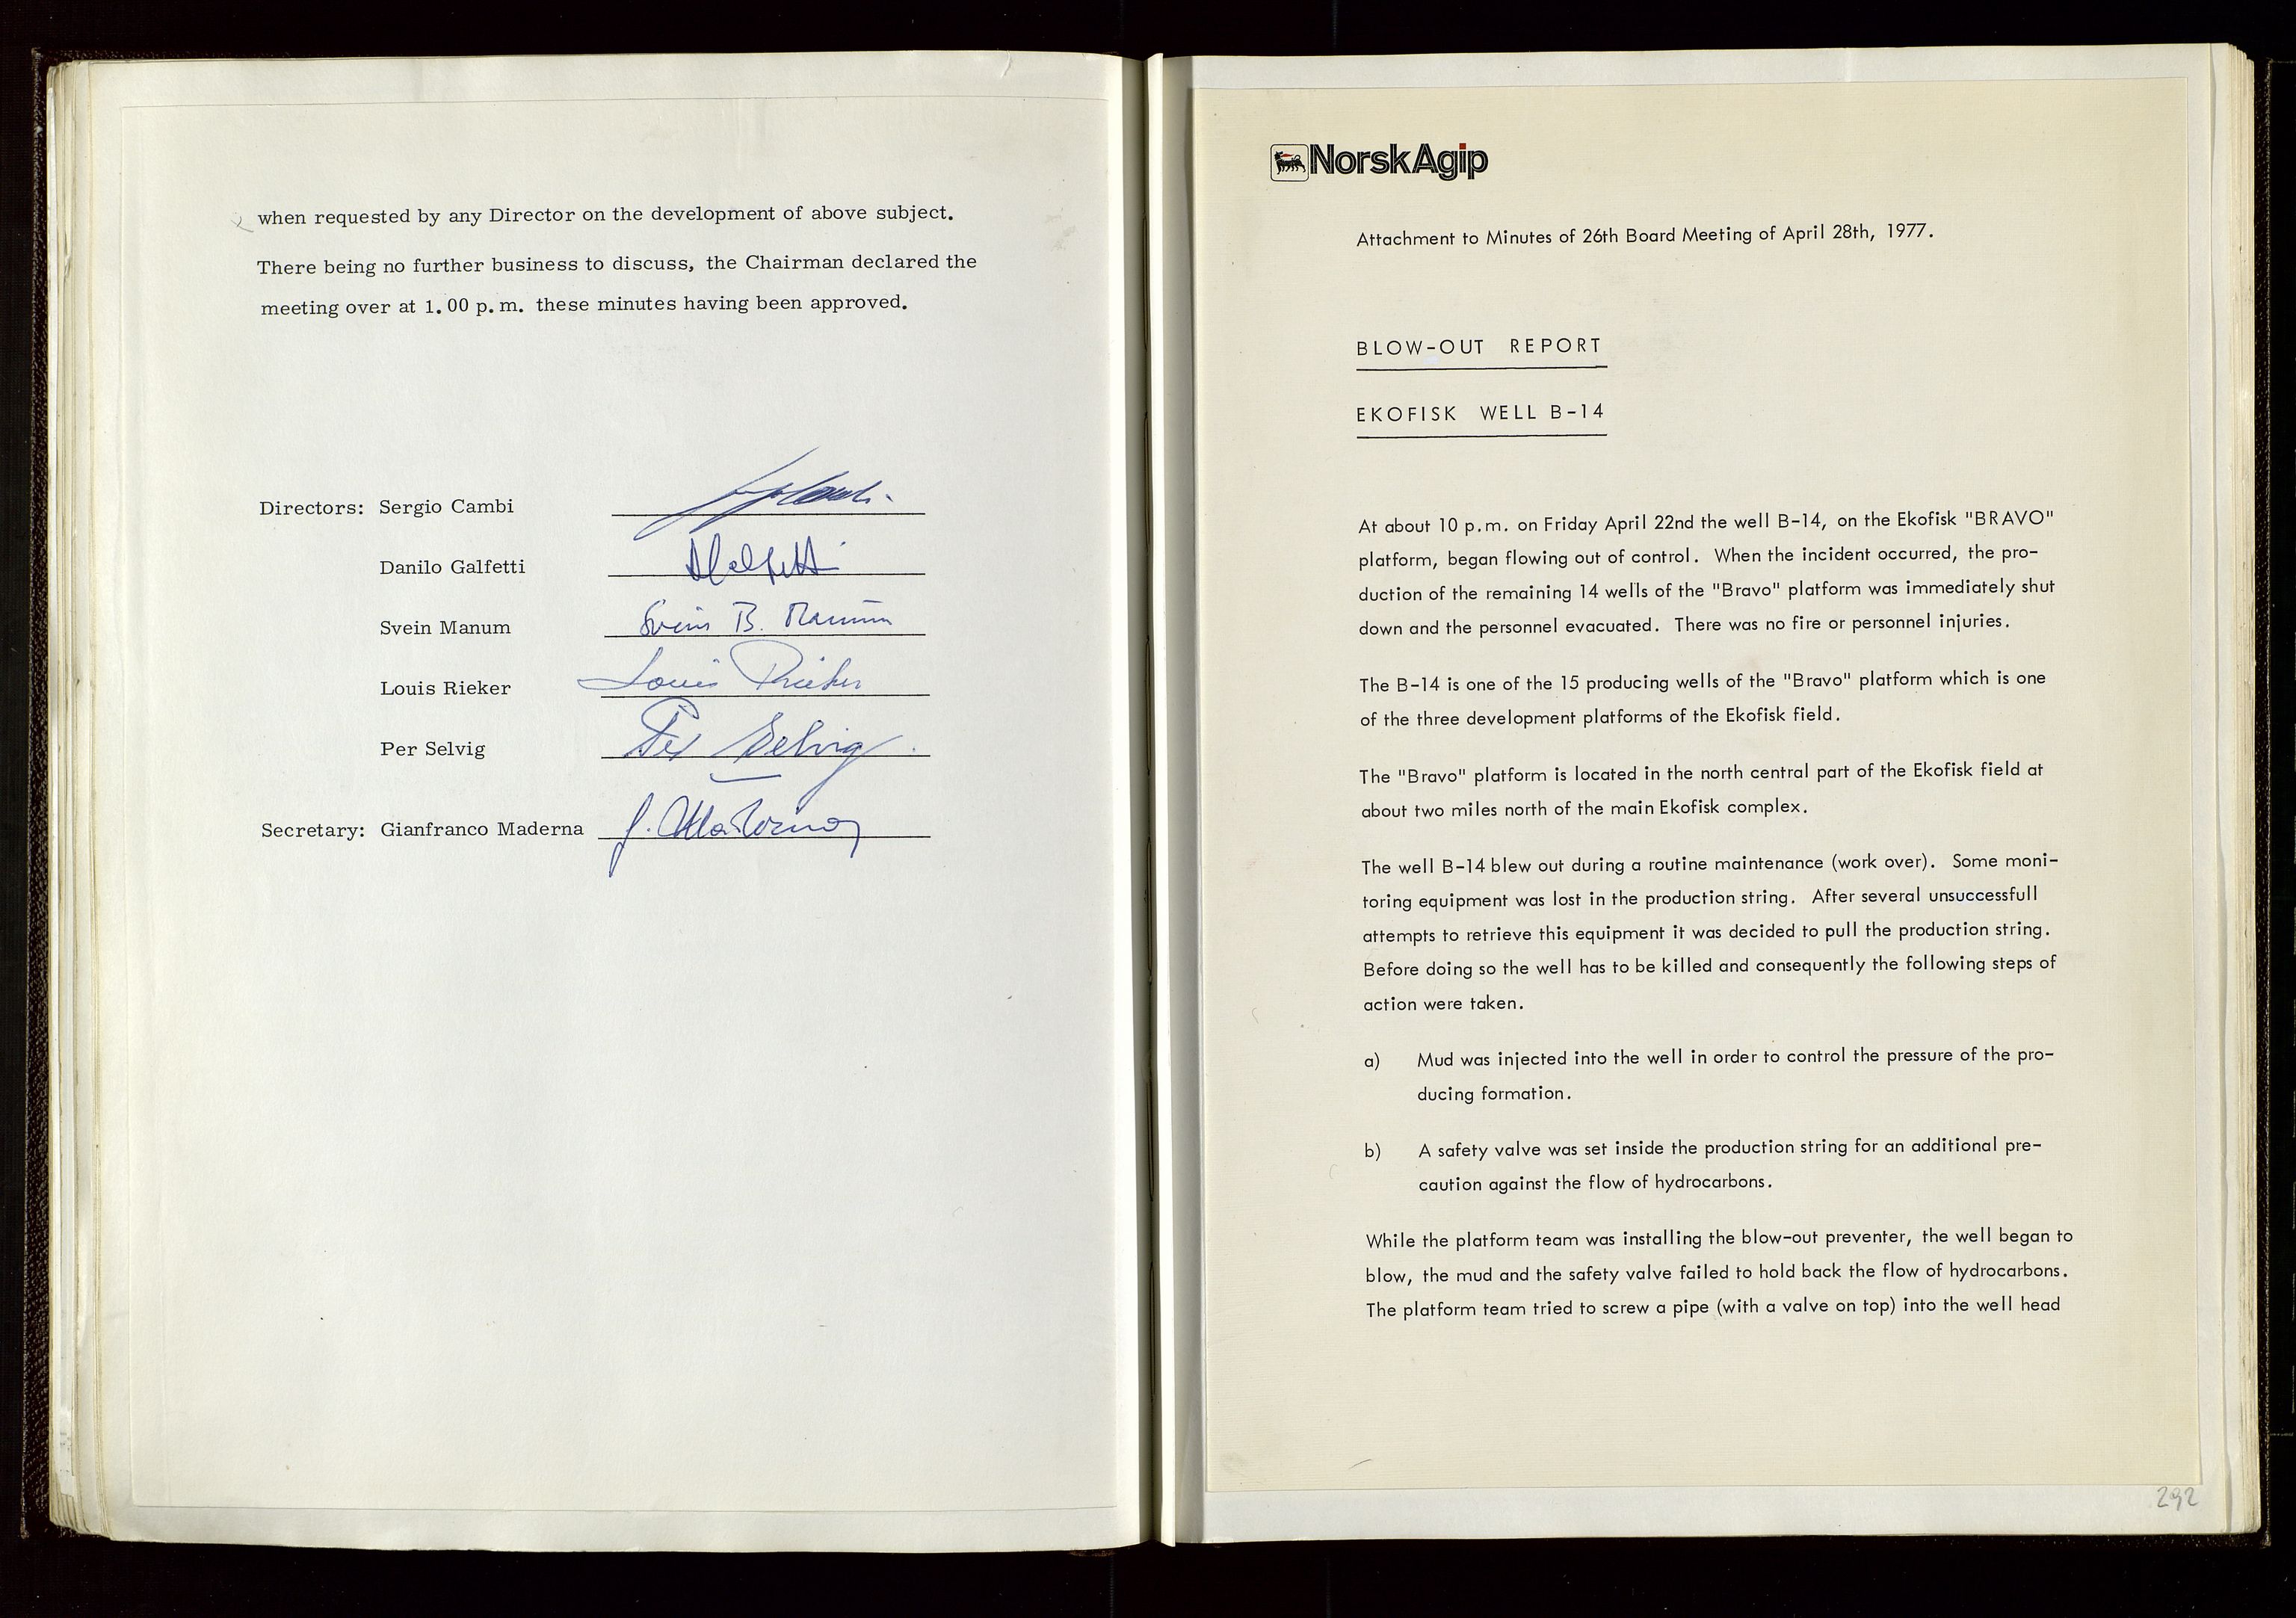 when requested by any Director on the development of above subject.
There being no further business to discuss, the Chairman declared the
meeting over at 1.00 p.m. these minutes having been approved.
Directors: Sergio Cambi
Danilo Galfetti
Svein Manum
Svein B. Manum
Louis Rieker
Louis Rieker
Per Selvig
Per Selvig
Secretary: Gianfranco Maderna
G. Maderna
NorskAgip
Attachment to Minutes of 26th Board Meeting of April 28th, 1977.
BLOW-OUT REPORT
EKOFISK WELL B-14
At about 10 p.m. on Friday April 22nd the well B-14, on the Ekofisk "BRAVO"
platform, began flowing out of control. When the incident occurred, the pro-
duction of the remaining 14 wells of the "Bravo" platform was immediately shut
down and the personnel evacuated. There was no fire or personnel injuries.
The B-14 is one of the 15 producing wells of the "Bravo" platform which is one
of the three development platforms of the Ekofisk field.
The "Bravo" platform is located in the north central part of the Ekofisk field at
about two miles north of the main Ekofisk complex.
The well B-14 blew out during a routine maintenance (work over). Some moni-
toring equipment was lost in the production string. After several unsuccessfull
attempts to retrieve this equipment it was decided to pull the production string.
Before doing so the well has to be killed and consequently the following steps of
action were taken.
a) Mud was injected into the well in order to control the pressure of the pro-
ducing formation.
b) A safety valve was set inside the production string for an additional pre-
caution against the flow of hydrocarbons.
While the platform team was installing the blow-out preventer, the well began to
blow, the mud and the safety valve failed to hold back the flow of hydrocarbons.
The platform team tried to screw a pipe (with a valve on top) into the well head
292